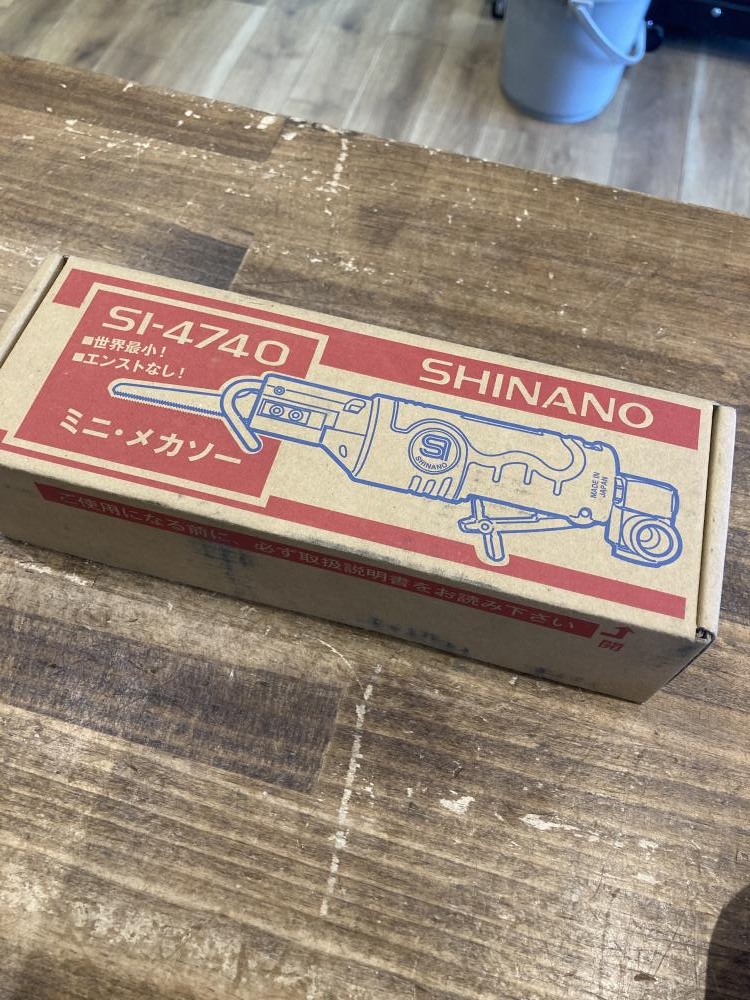 SI-4740
■世界最小!
■エンストなし!
ミニ・メカソー
SHINANO
SI
SHINANO
MADE IN
JAPAN
ご使用になる前に、必ず取扱説明書をお読み下さい
開